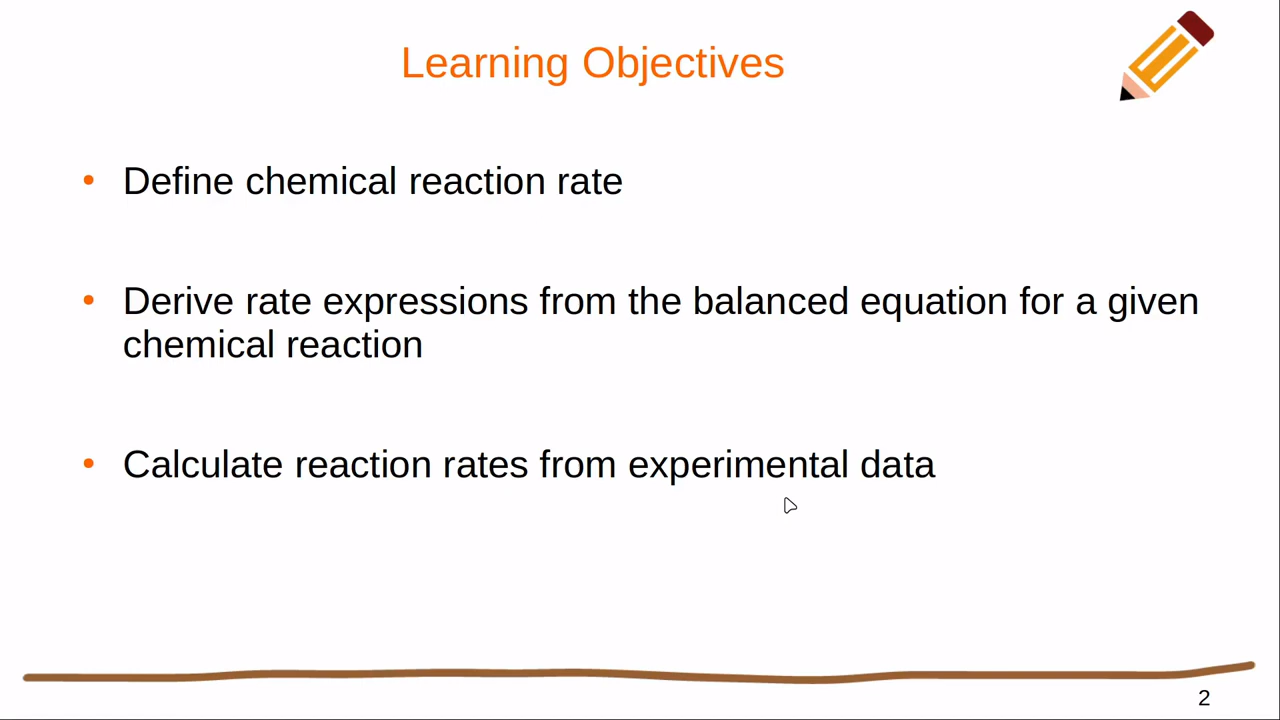 Learning Objectives
• Define chemical reaction rate
• Derive rate expressions from the balanced equation for a given
chemical reaction
• Calculate reaction rates from experimental data
2